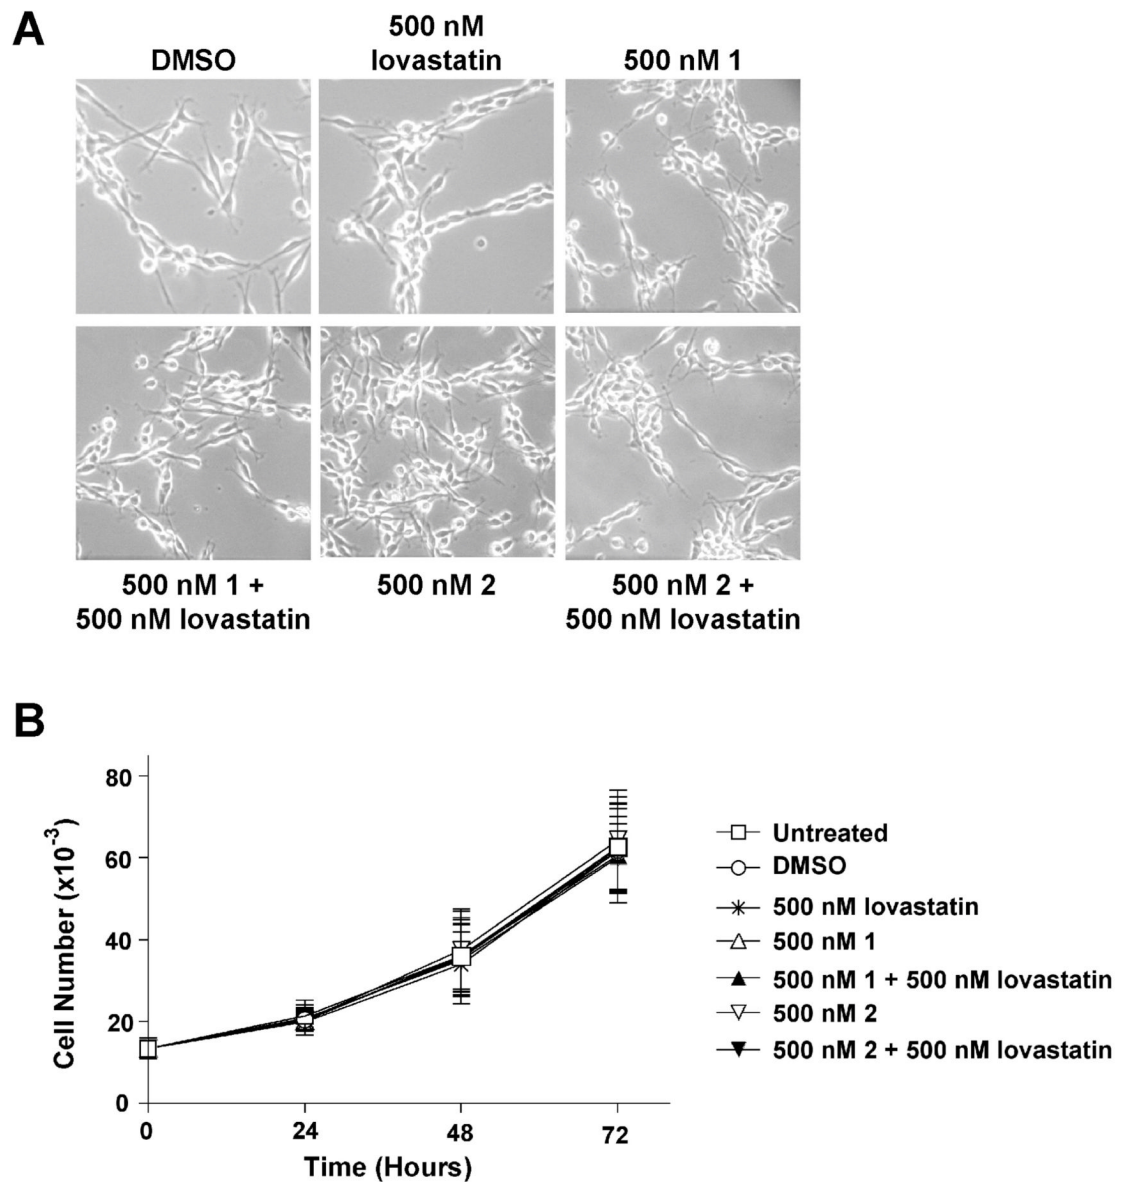 A
DMSO
500 nM
lovastatin
500 nM 1
500 nM 1 +
500 nM lovastatin
500 nM 2
500 nM 2 +
500 nM lovastatin
B
Cell Number (x10-3)
80
60
40
20
0
0
24
48
72
Time (Hours)
Untreated
DMSO
500 nM lovastatin
500 nM 1
500 nM 1 + 500 nM lovastatin
500 nM 2
500 nM 2 + 500 nM lovastatin